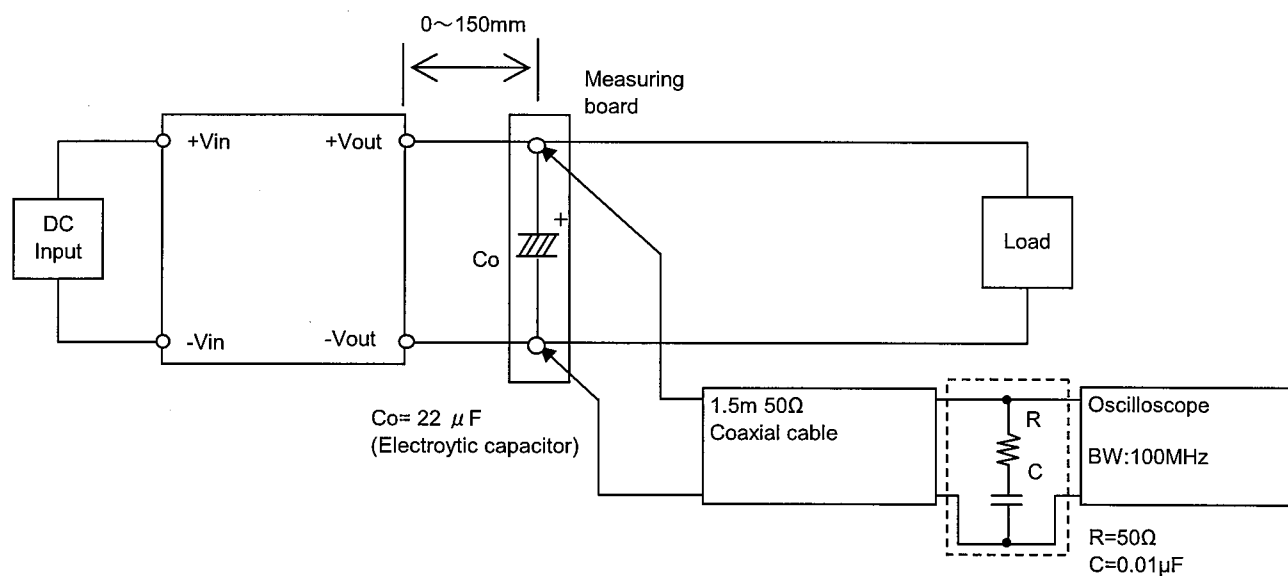 0～150mm
Measuring
board
+Vin
+Vout
DC
Input
+
Co
Load
-Vin
-Vout
Co= 22 μF
(Electroytic capacitor)
1.5m 50Ω
Coaxial cable
R
C
Oscilloscope
BW:100MHz
R=50Ω
C=0.01μF